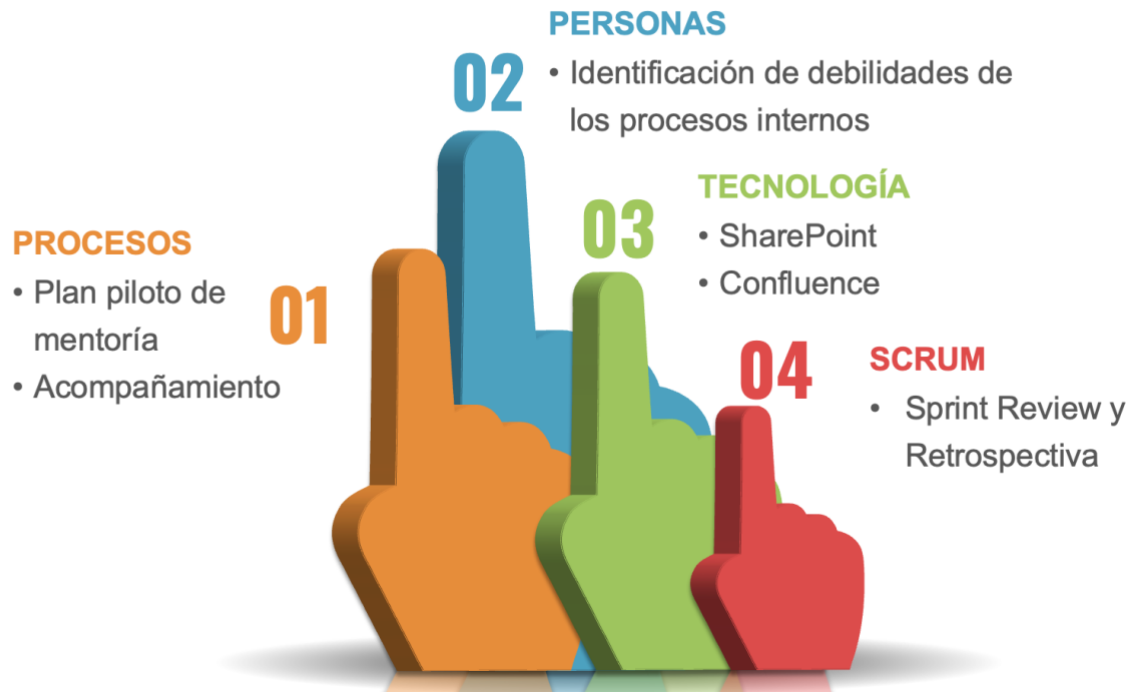 PROCESOS
• Plan piloto de
mentoría
• Acompañamiento
01
PERSONAS
02
• Identificación de debilidades de
los procesos internos
TECNOLOGÍA
03
• SharePoint
• Confluence
SCRUM
04
• Sprint Review y
Retrospectiva